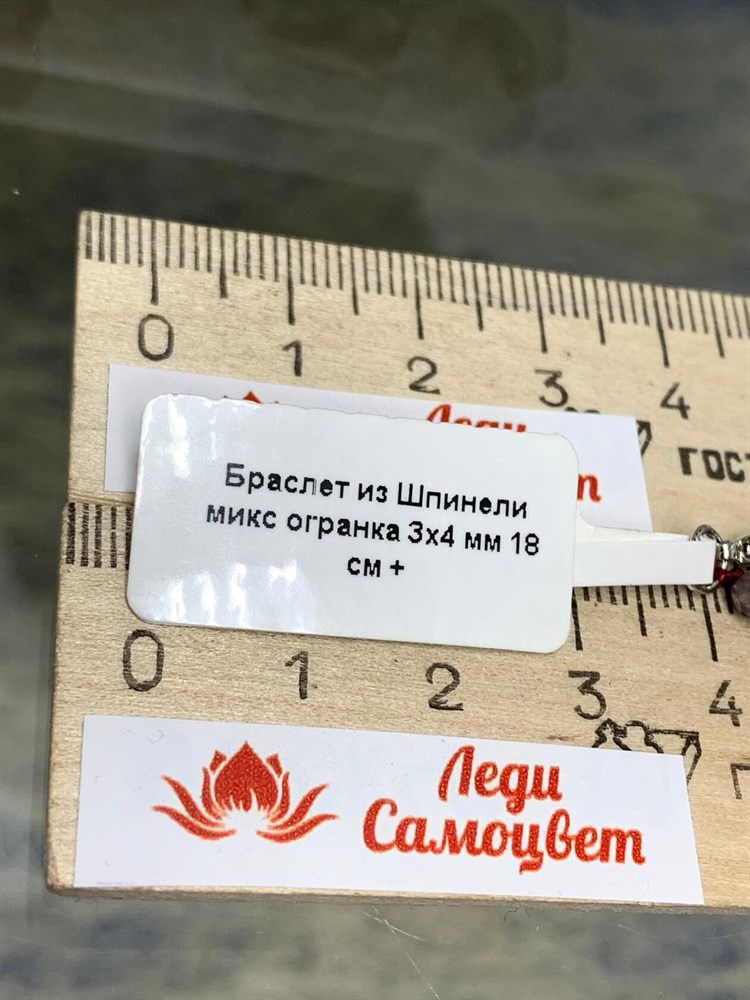 0 1 2 3 4
Леди
ГОСТ
Браслет из Шпинели
микс огранка 3х4 мм 18
см +
0 1 2 3 4
Леди
Самоцвет